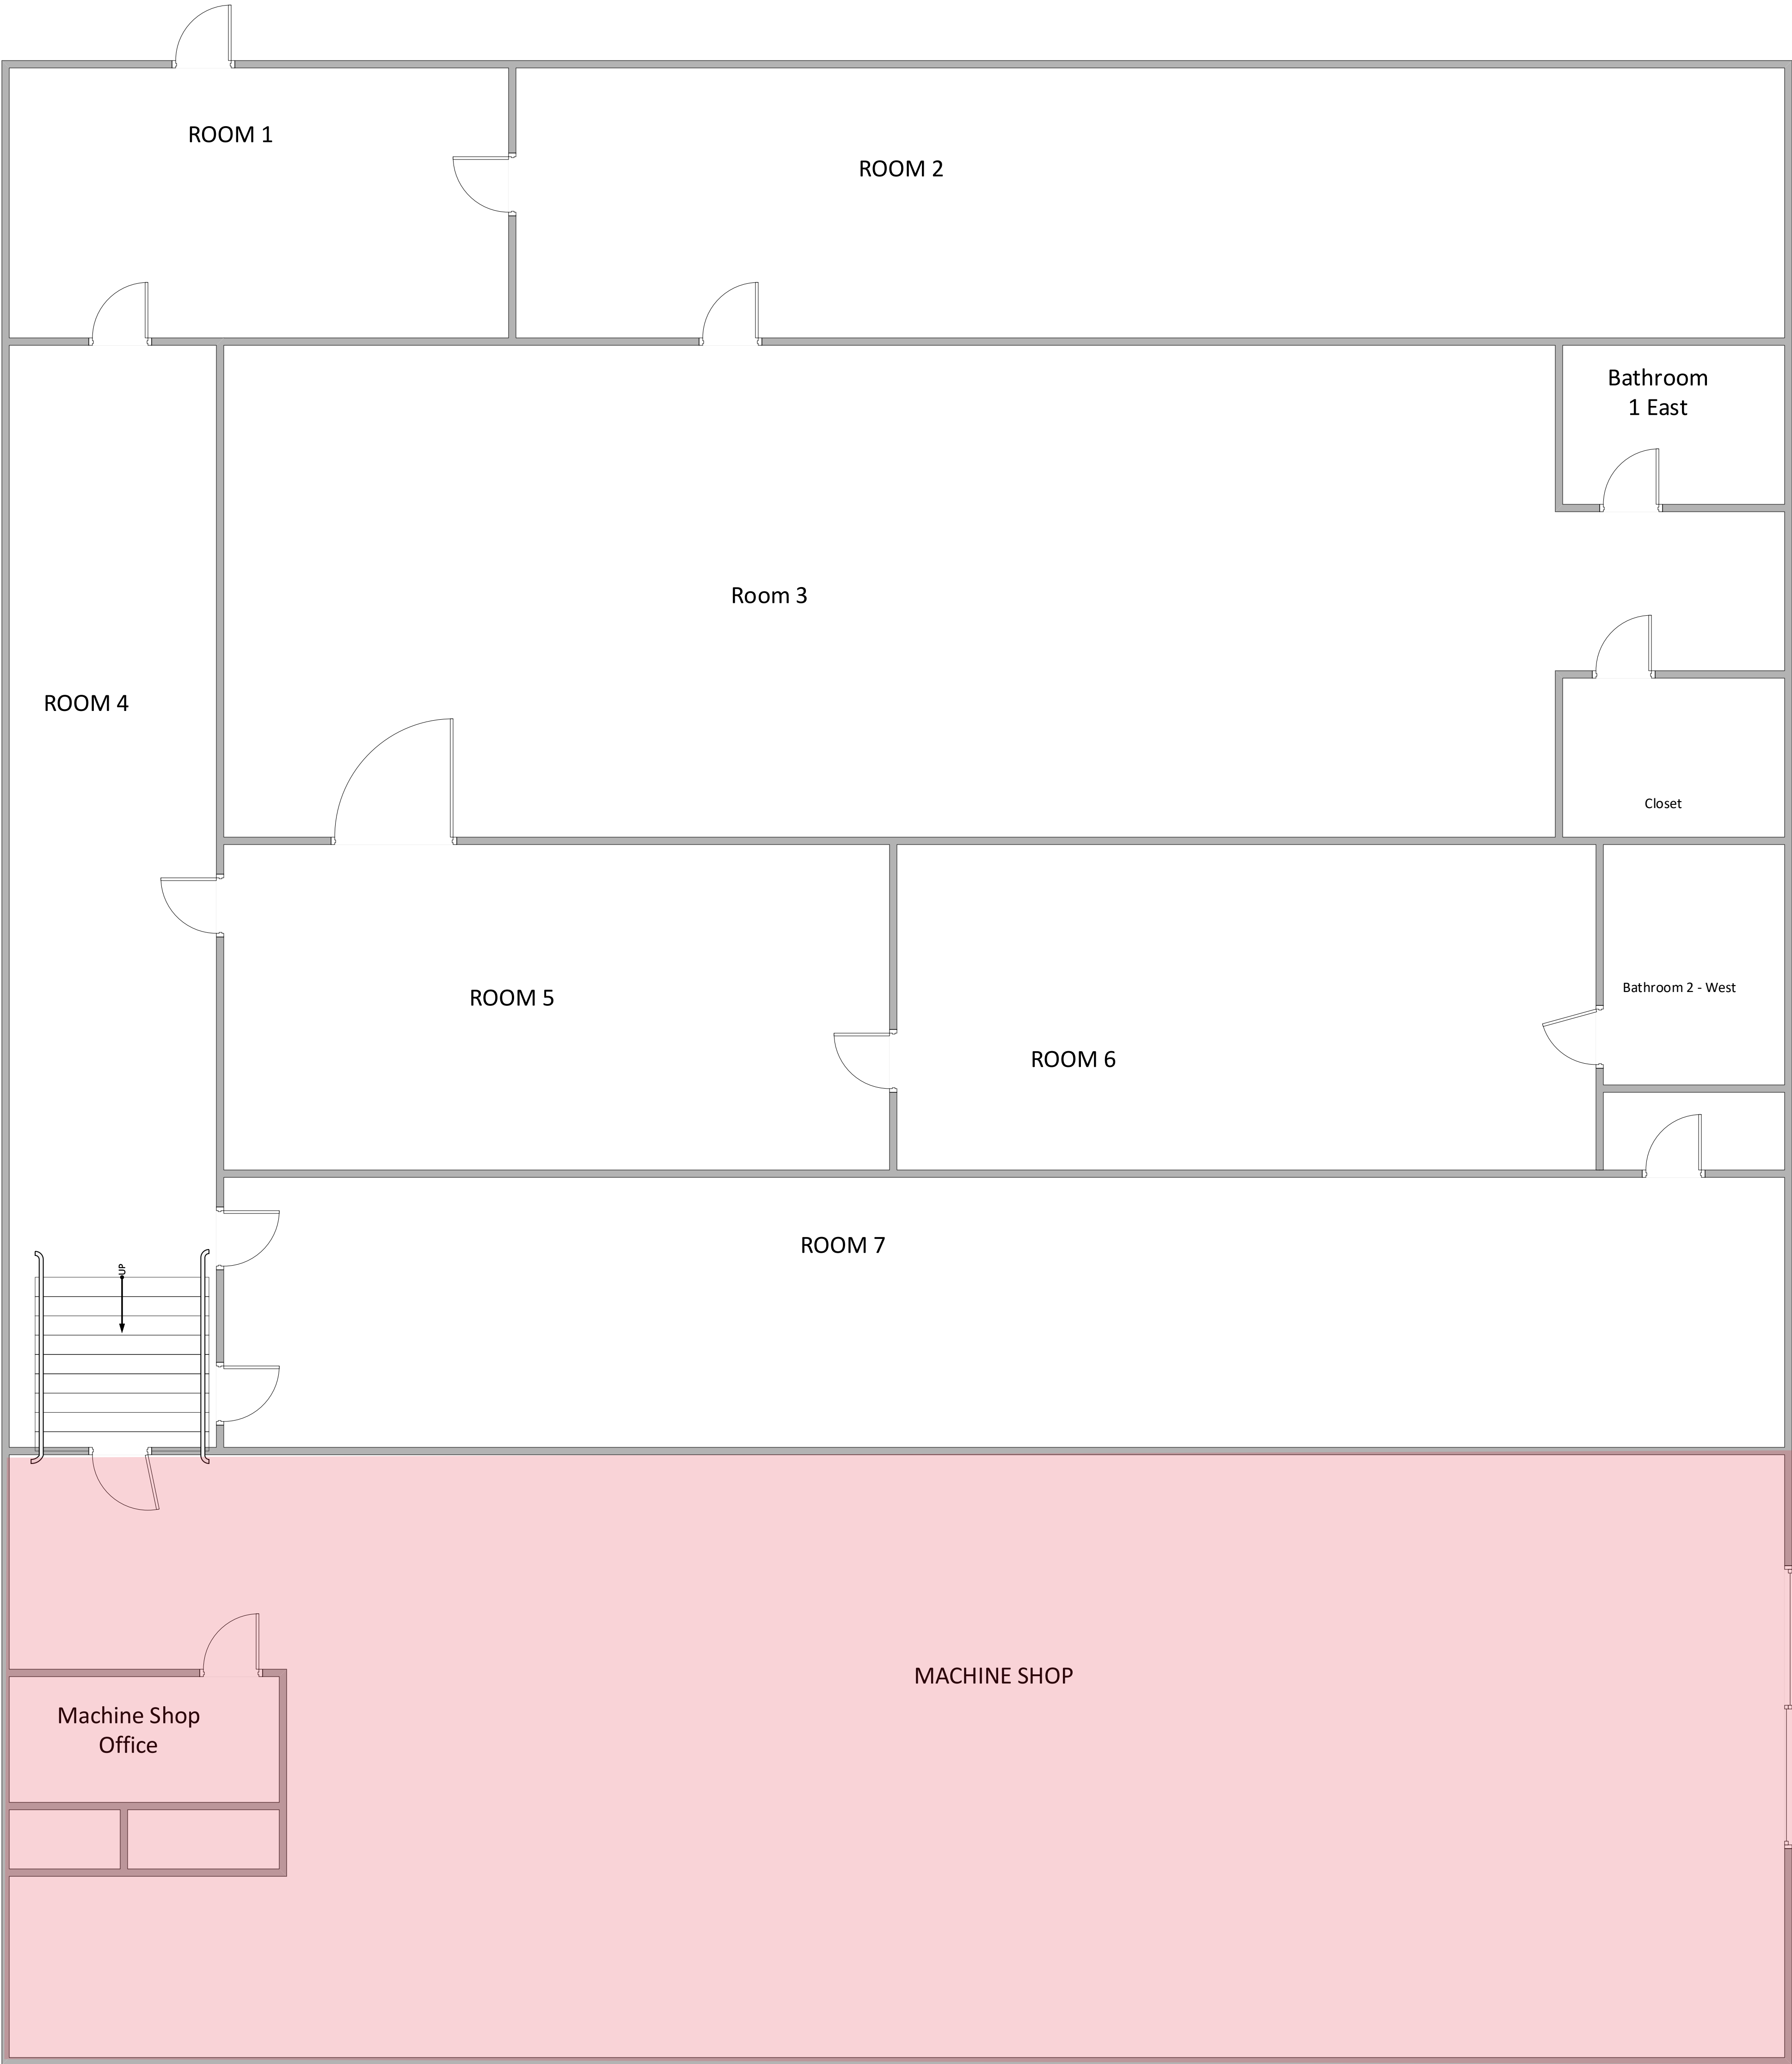 ROOM 1
ROOM 2
Bathroom
1 East
Room 3
ROOM 4
Closet
Bathroom 2 - West
ROOM 5
ROOM 6
ROOM 7
UP
MACHINE SHOP
Machine Shop
Office